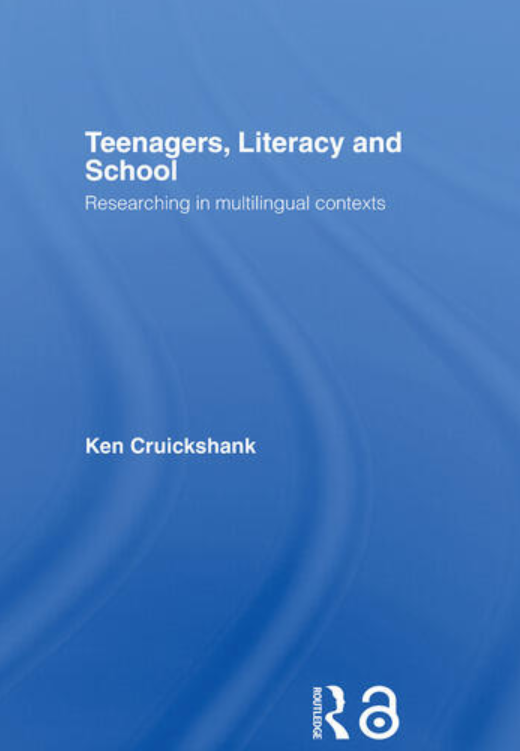 Teenagers, Literacy and
School
Researching in multilingual contexts
Ken Cruickshank
ROUTLEDGE